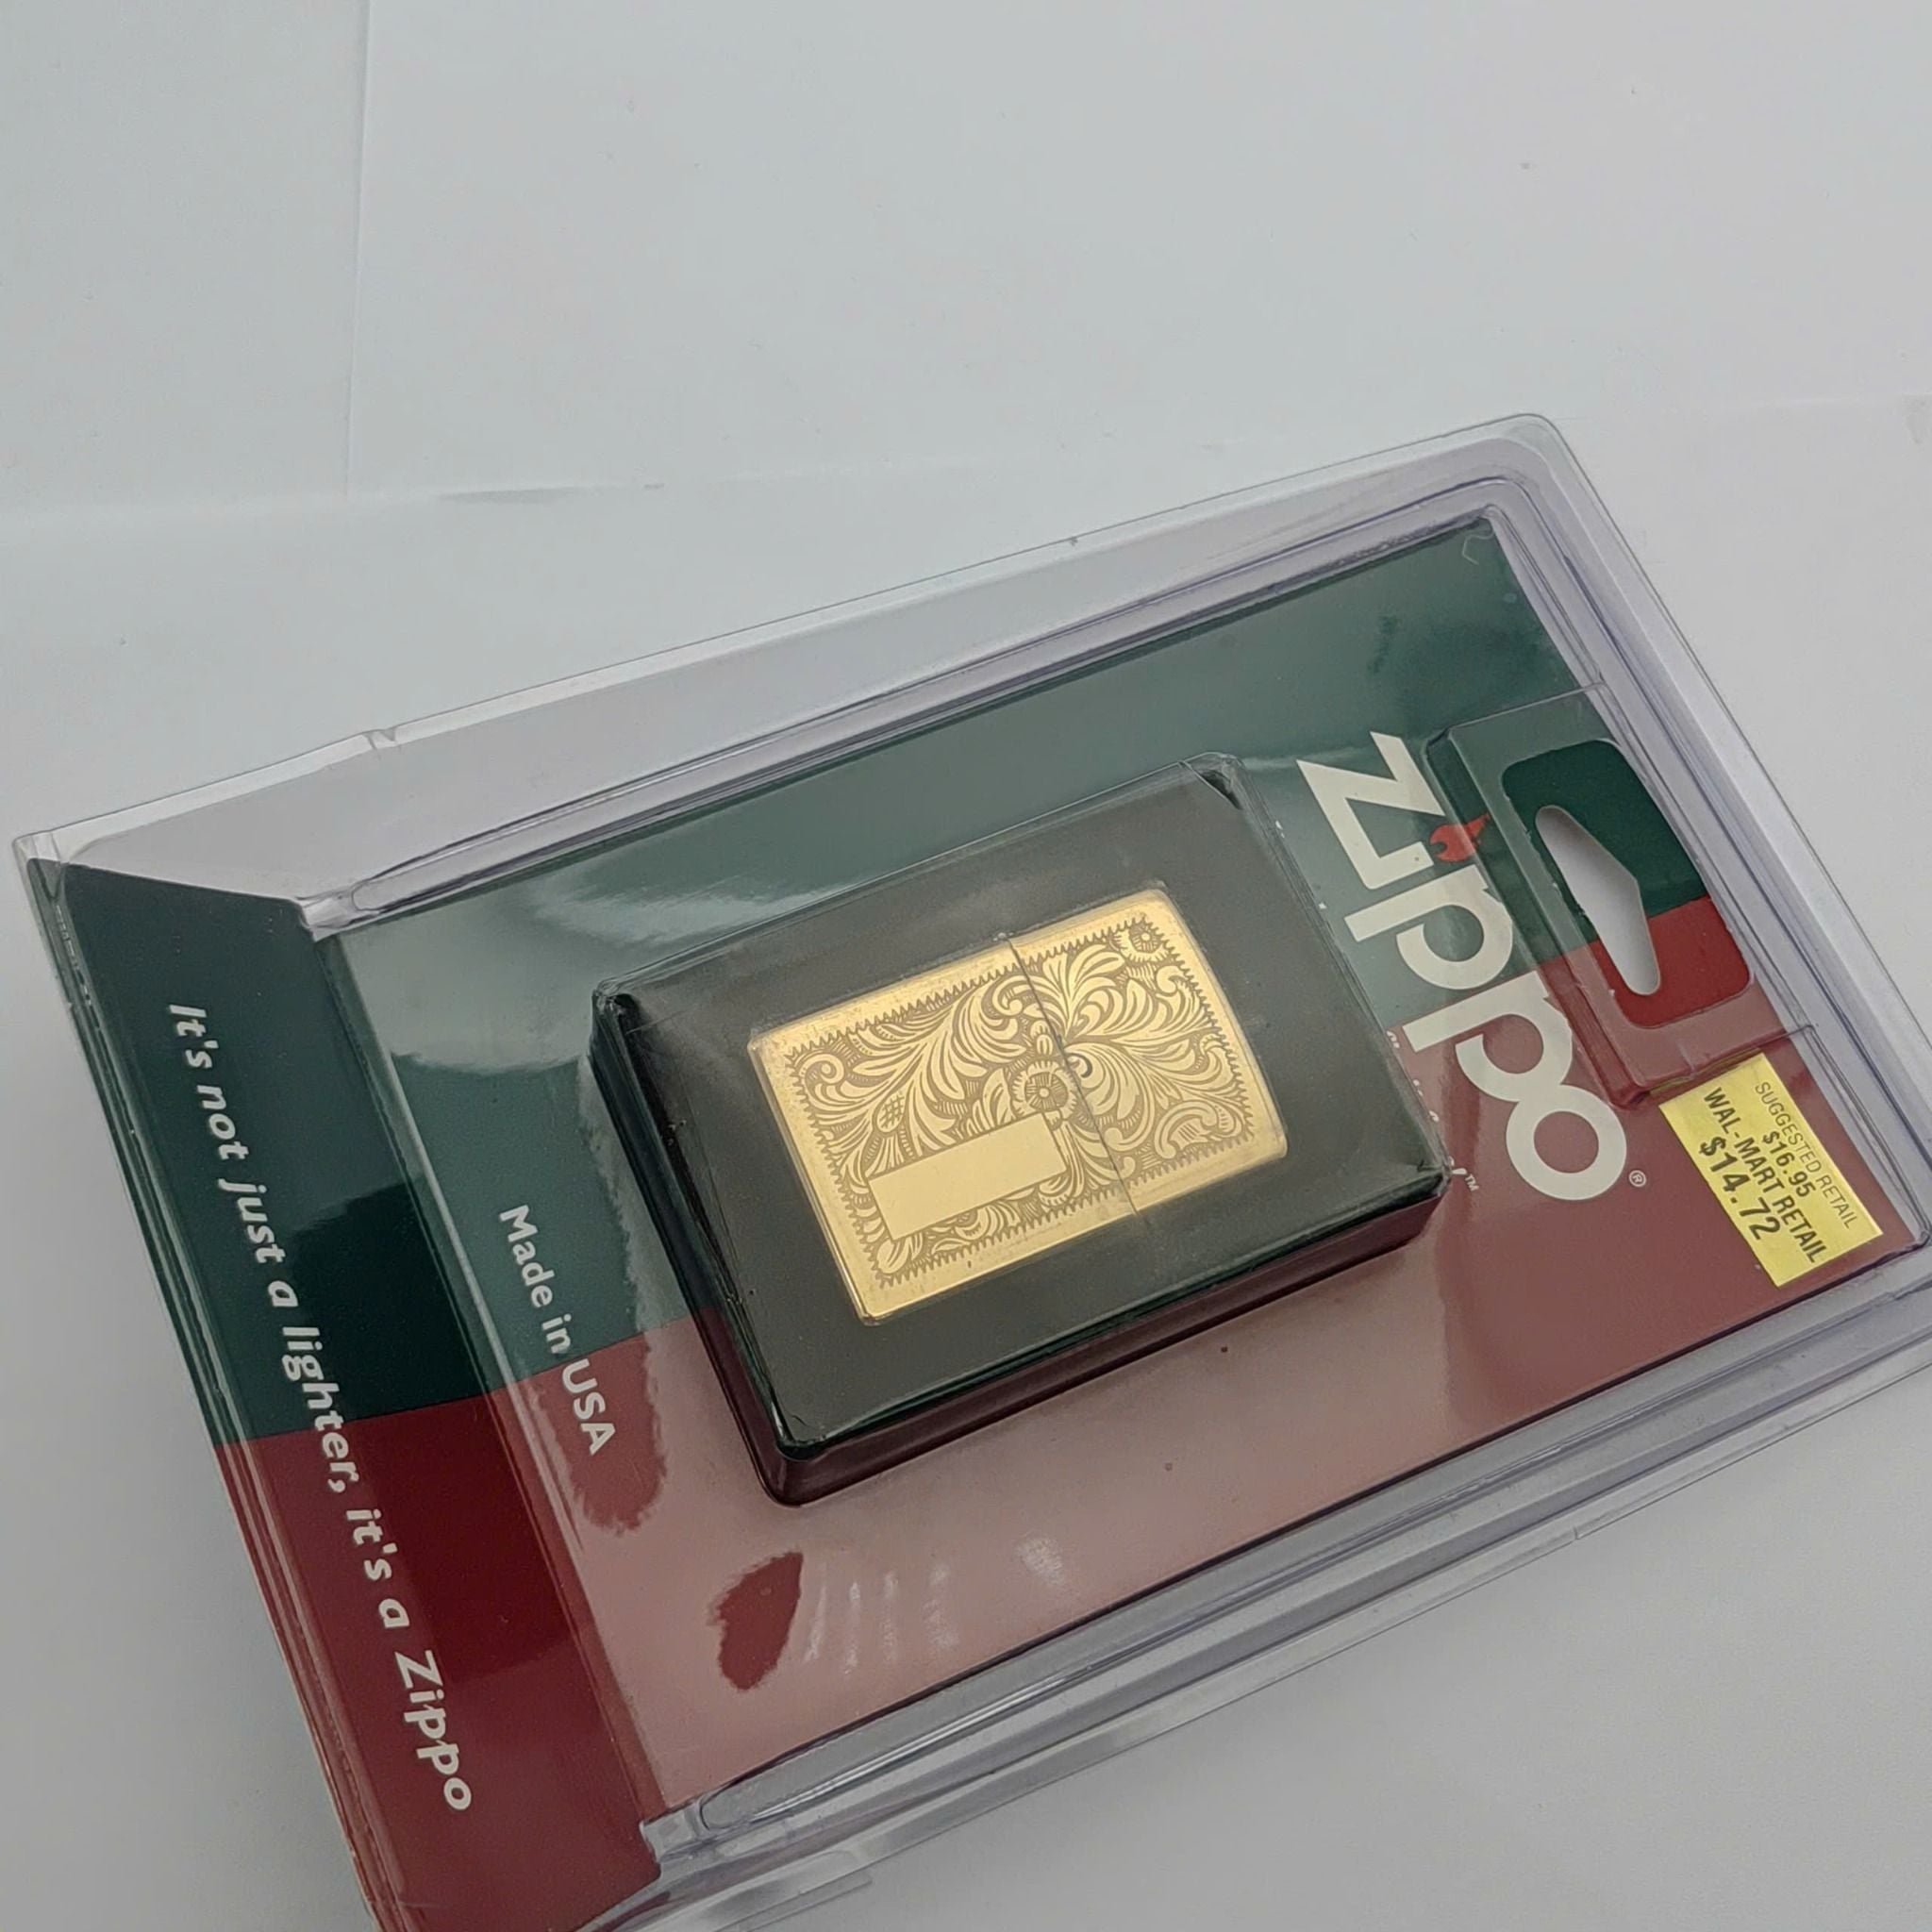 Zippo®
SUGGESTED RETAIL
$16.95
WAL-MART RETAIL
$14.72
™
Made in USA
It's not just a lighter, it's a Zippo